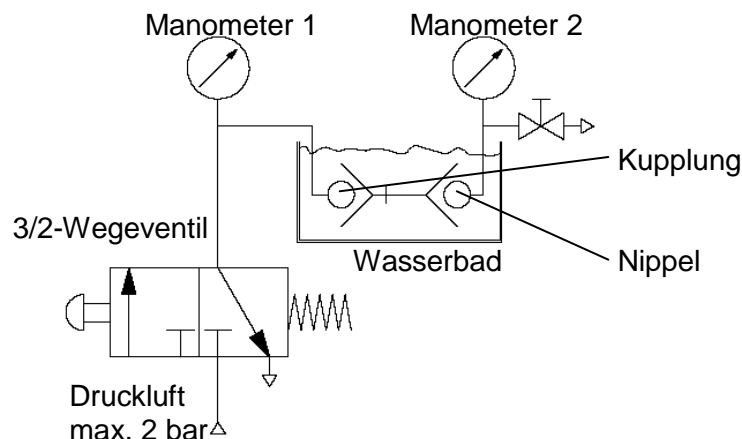 Manometer 1
Manometer 2
Kupplung
3/2-Wegeventil
Wasserbad
Nippel
Druckluft
max. 2 bar